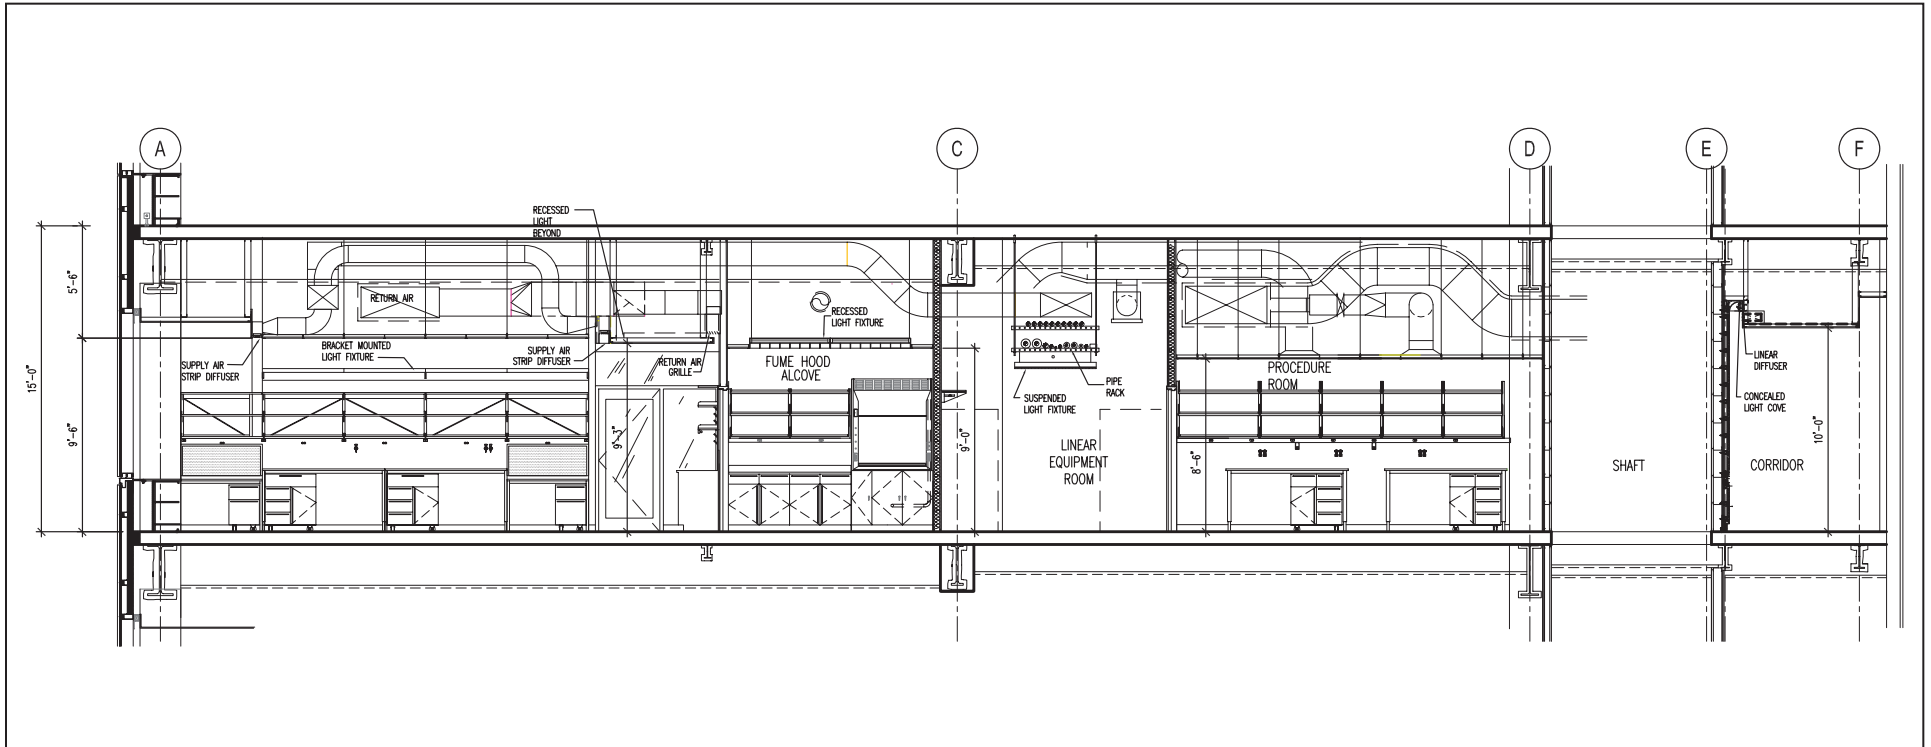 A
C
D
E
F
RECESSED
LIGHT
BEYOND
5'-6"
RETURN AIR
RECESSED
LIGHT FIXTURE
BRACKET MOUNTED
LIGHT FIXTURE
SUPPLY AIR
STRIP DIFFUSER
SUPPLY AIR
STRIP DIFFUSER
RETURN AIR
GRILLE
FUME HOOD
ALCOVE
PROCEDURE
ROOM
LINEAR
DIFFUSER
15'-0"
PIPE
RACK
SUSPENDED
LIGHT FIXTURE
CONCEALED
LIGHT COVE
9'-6"
9'-3"
9'-0"
LINEAR
EQUIPMENT
ROOM
8'-6"
SHAFT
CORRIDOR
10'-0"